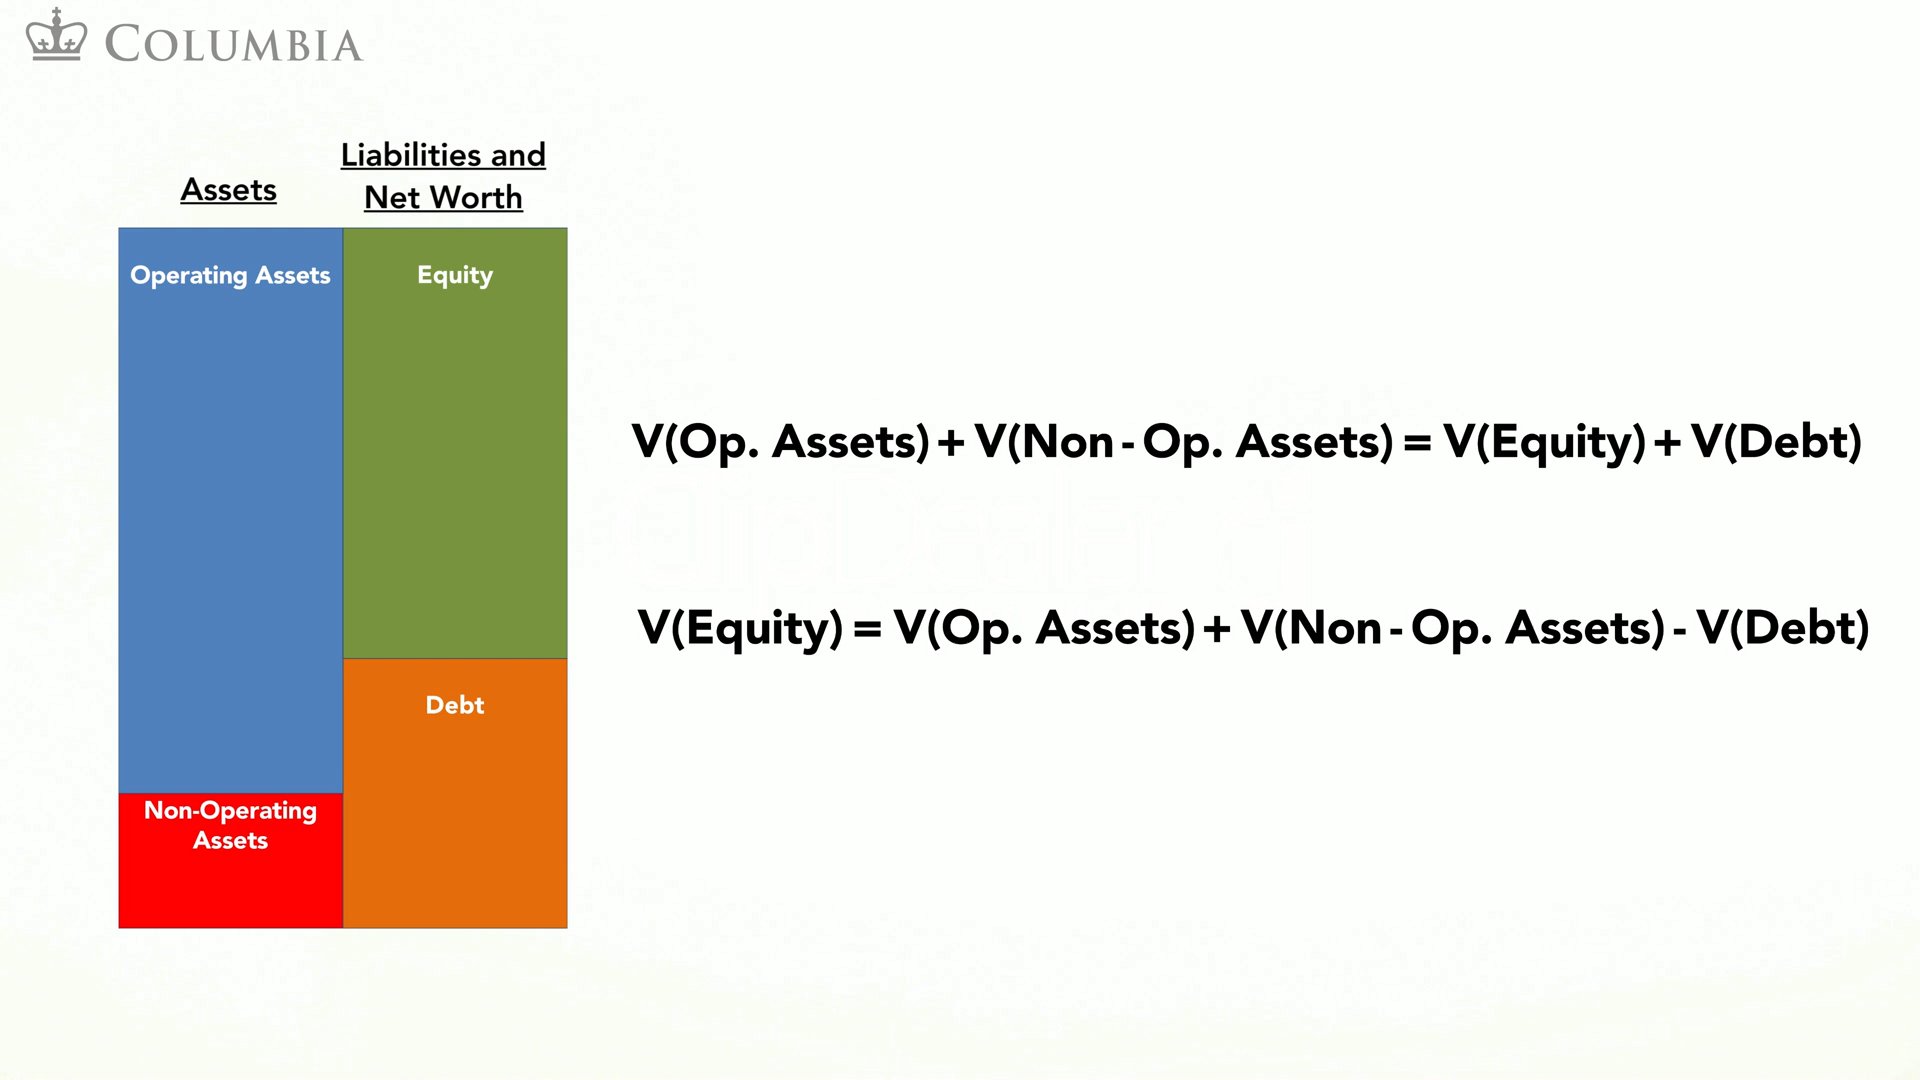 COLUMBIA
Assets
Liabilities and
Net Worth
Operating Assets
Equity
Debt
Non-Operating
Assets
V(Op. Assets) + V(Non - Op. Assets) = V(Equity) + V(Debt)
V(Equity) = V(Op. Assets) + V(Non - Op. Assets) - V(Debt)